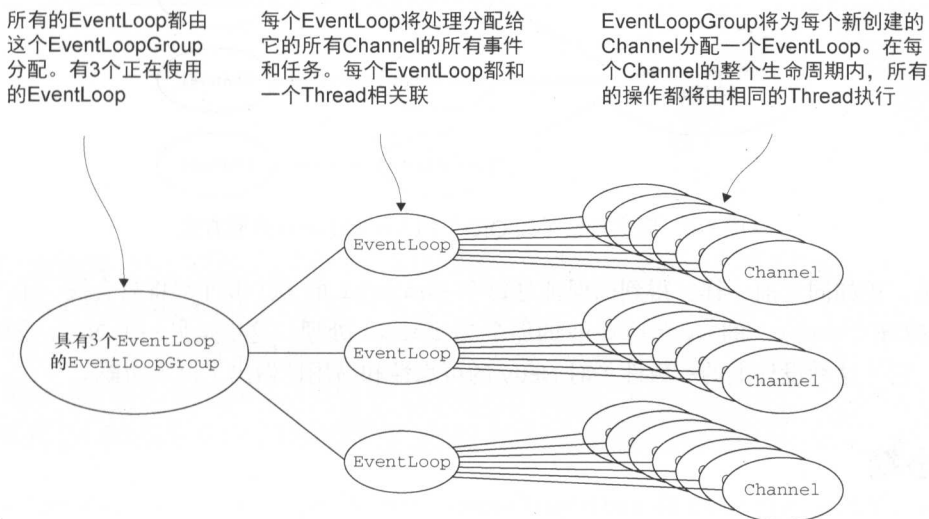 所有的EventLoop都由
这个EventLoopGroup
分配。有3个正在使用
的EventLoop
每个EventLoop将处理分配给
它的所有Channel的所有事件
和任务。每个EventLoop都和
一个Thread相关联
EventLoopGroup将为每个新创建的
Channel分配一个EventLoop。在每
个Channel的整个生命周期内，所有
的操作都将由相同的Thread执行
具有3个EventLoop
的EventLoopGroup
EventLoop
Channel
EventLoop
Channel
EventLoop
Channel